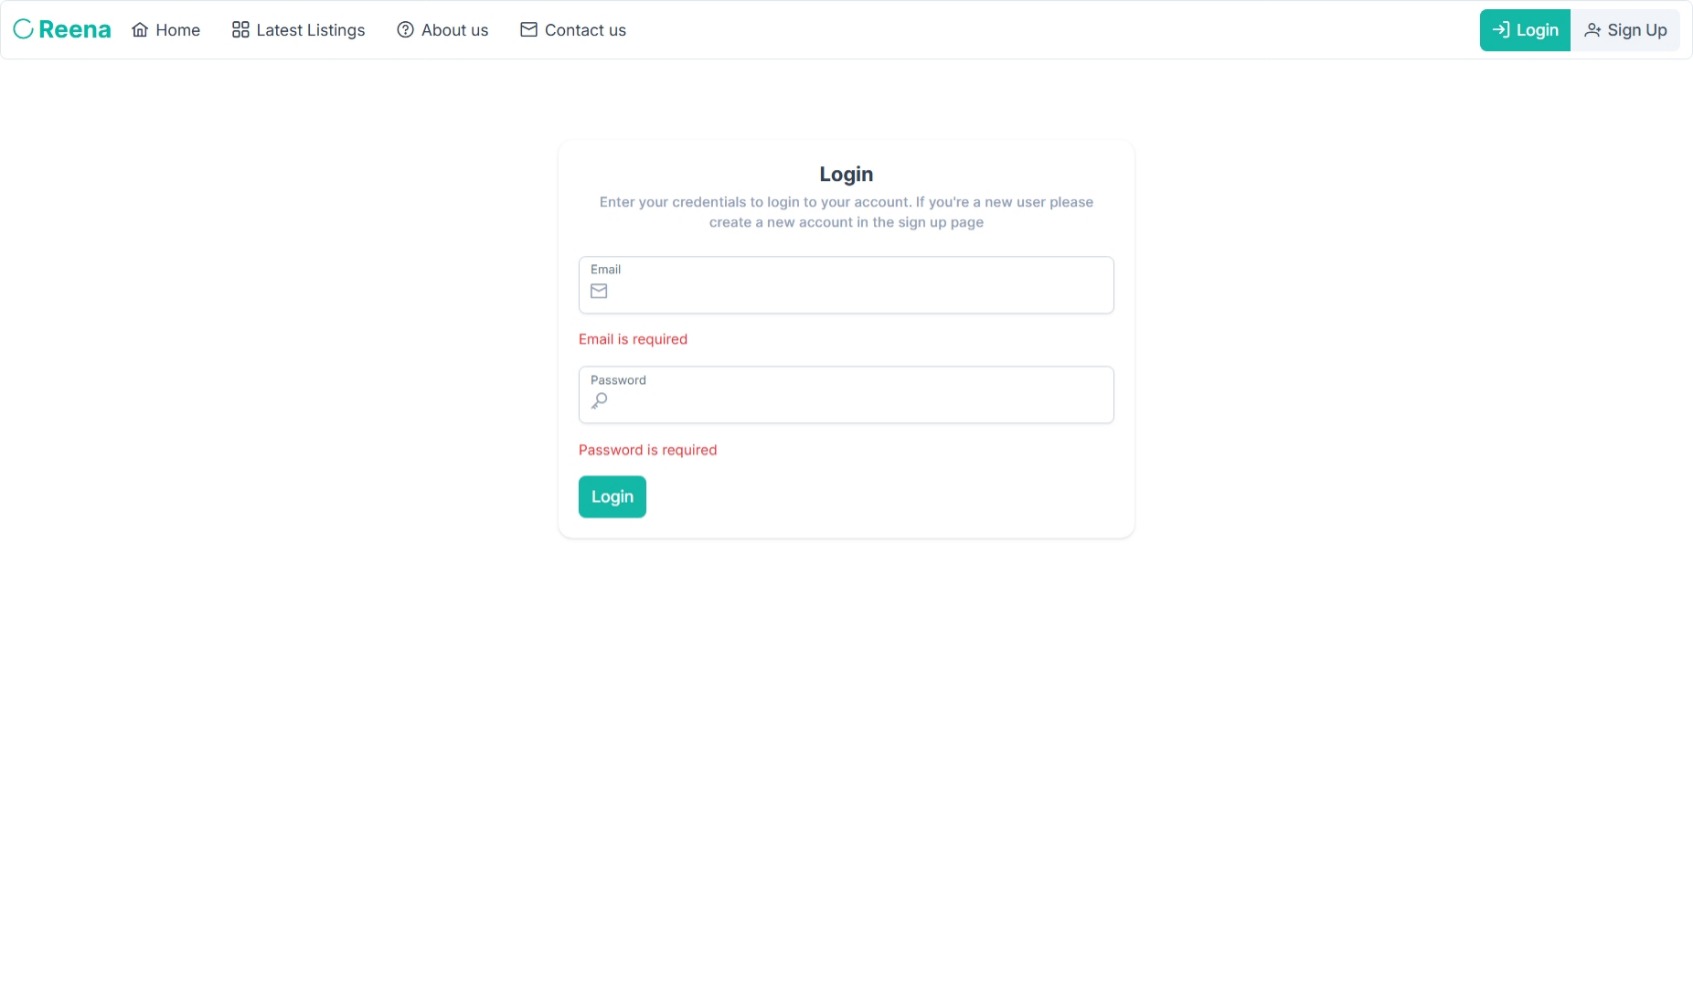 Reena
Home
Latest Listings
About us
Contact us
Login
Sign Up
Login
Enter your credentials to login to your account. If you're a new user please
create a new account in the sign up page
Email
Email is required
Password
Password is required
Login